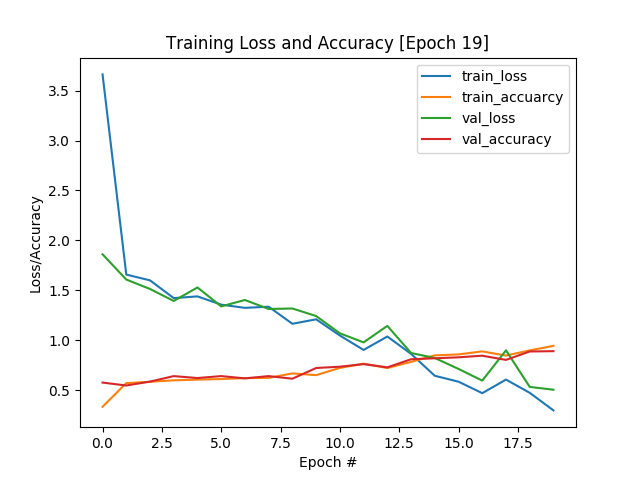 Training Loss and Accuracy [Epoch 19]
train_loss
train_accuarcy
val_loss
val_accuracy
Loss/Accuracy
3.5
3.0
2.5
2.0
1.5
1.0
0.5
0.0 2.5 5.0 7.5 10.0 12.5 15.0 17.5
Epoch #